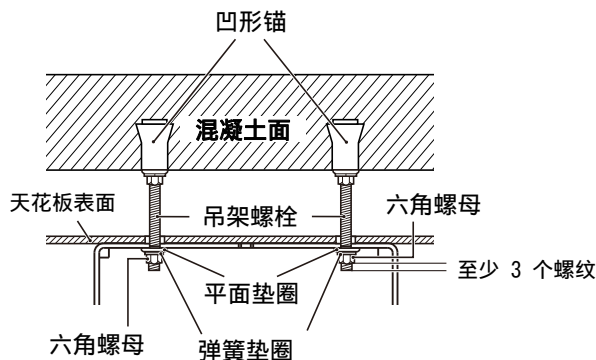 凹形锚
混凝土面
天花板表面
吊架螺栓
六角螺母
至少 3 个螺纹
平面垫圈
六角螺母
弹簧垫圈